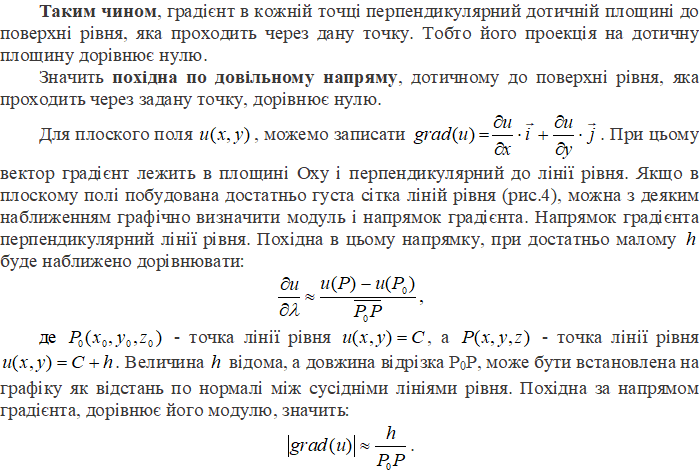 Таким чином, градієнт в кожній точці перпендикулярний дотичній площині до
поверхні рівня, яка проходить через дану точку. Тобто його проекція на дотичну
площину дорівнює нулю.
Значить похідна по довільному напряму, дотичному до поверхні рівня, яка
проходить через задану точку, дорівнює нулю.
Для плоского поля u(x, y) , можемо записати grad(u) = ∂u/∂x · i⃗ + ∂u/∂y · j⃗ . При цьому
вектор градієнт лежить в площині Oxy і перпендикулярний до лінії рівня. Якщо в
плоскому полі побудована достатньо густа сітка ліній рівня (рис.4), можна з деяким
наближенням графічно визначити модуль і напрямок градієнта. Напрямок градієнта
перпендикулярний лінії рівня. Похідна в цьому напрямку, при достатньо малому h
буде наближено дорівнювати:
∂u/∂λ ≈ (u(P) − u(P₀))/P̅₀P̅ ,
де P₀(x₀, y₀, z₀) - точка лінії рівня u(x, y) = C , а P(x, y, z) - точка лінії рівня
u(x, y) = C + h . Величина h відома, а довжина відрізка P₀P, може бути встановлена на
графіку як відстань по нормалі між сусідніми лініями рівня. Похідна за напрямом
градієнта, дорівнює його модулю, значить:
|grad(u)| ≈ h/P₀P .